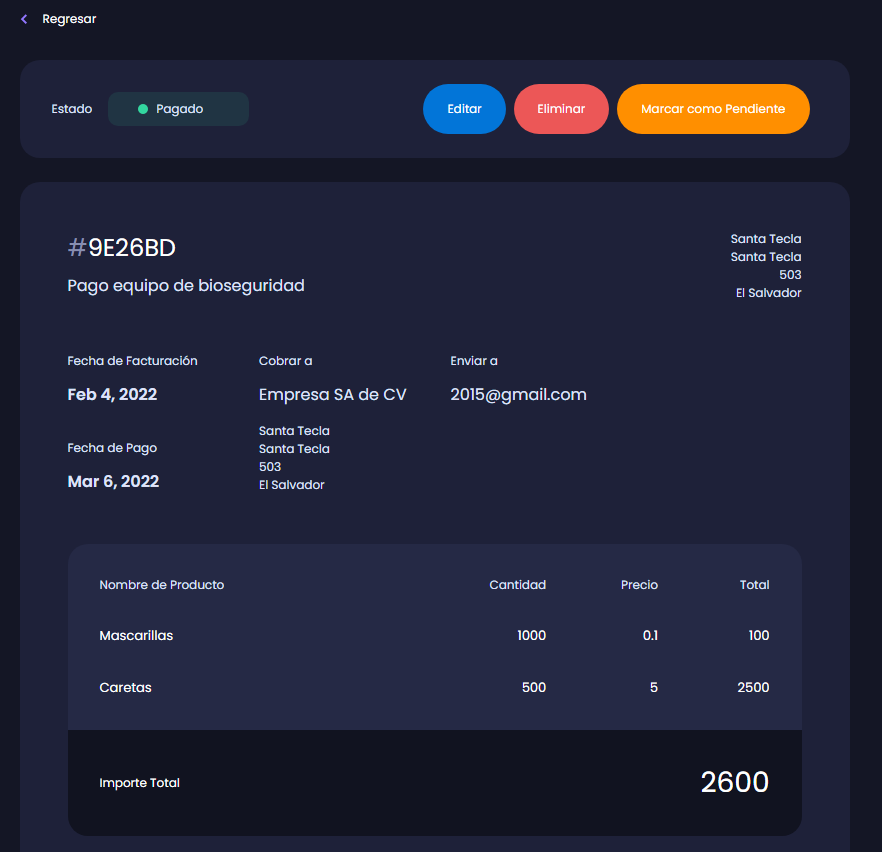 Regresar
Estado
Pagado
Editar
Eliminar
Marcar como Pendiente
#9E26BD
Pago equipo de bioseguridad
Santa Tecla
Santa Tecla
503
El Salvador
Fecha de Facturación
Feb 4, 2022
Fecha de Pago
Mar 6, 2022
Cobrar a
Empresa SA de CV
Santa Tecla
Santa Tecla
503
El Salvador
Enviar a
2015@gmail.com
Nombre de Producto Cantidad Precio Total
Mascarillas 1000 0.1 100
Caretas 500 5 2500
Importe Total 2600